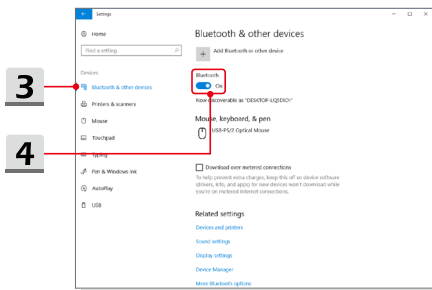 Settings
Home
Find a setting
Devices
Bluetooth & other devices
Printers & scanners
Mouse
Touchpad
Typing
Pen & Windows Ink
AutoPlay
USB
3
4
Bluetooth & other devices
Add Bluetooth or other device
Bluetooth
On
Now discoverable as "DESKTOP-LQSDIOI"
Mouse, keyboard, & pen
USB-PS/2 Optical Mouse
Download over metered connections
To help prevent extra charges, keep this off so device software
(drivers, info, and apps) for new devices won't download while
you're on metered Internet connections.
Related settings
Devices and printers
Sound settings
Display settings
Device Manager
More Bluetooth options